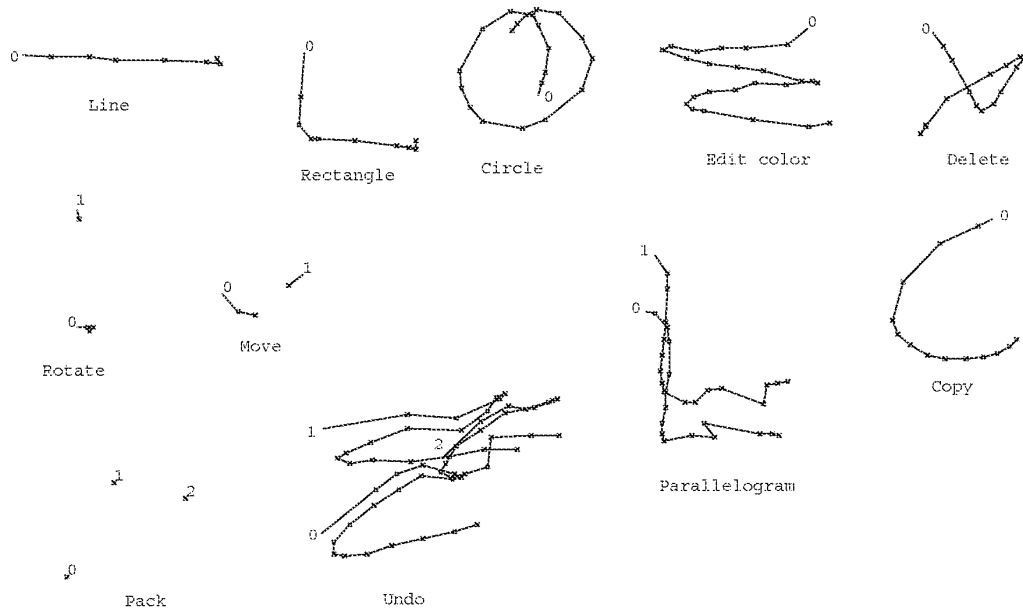 0
Line
0
Rectangle
0
Circle
0
Edit color
0
Delete
1
0
Rotate
0
1
Move
1
0
Parallelogram
0
Copy
1
2
0
Pack
1
2
0
Undo